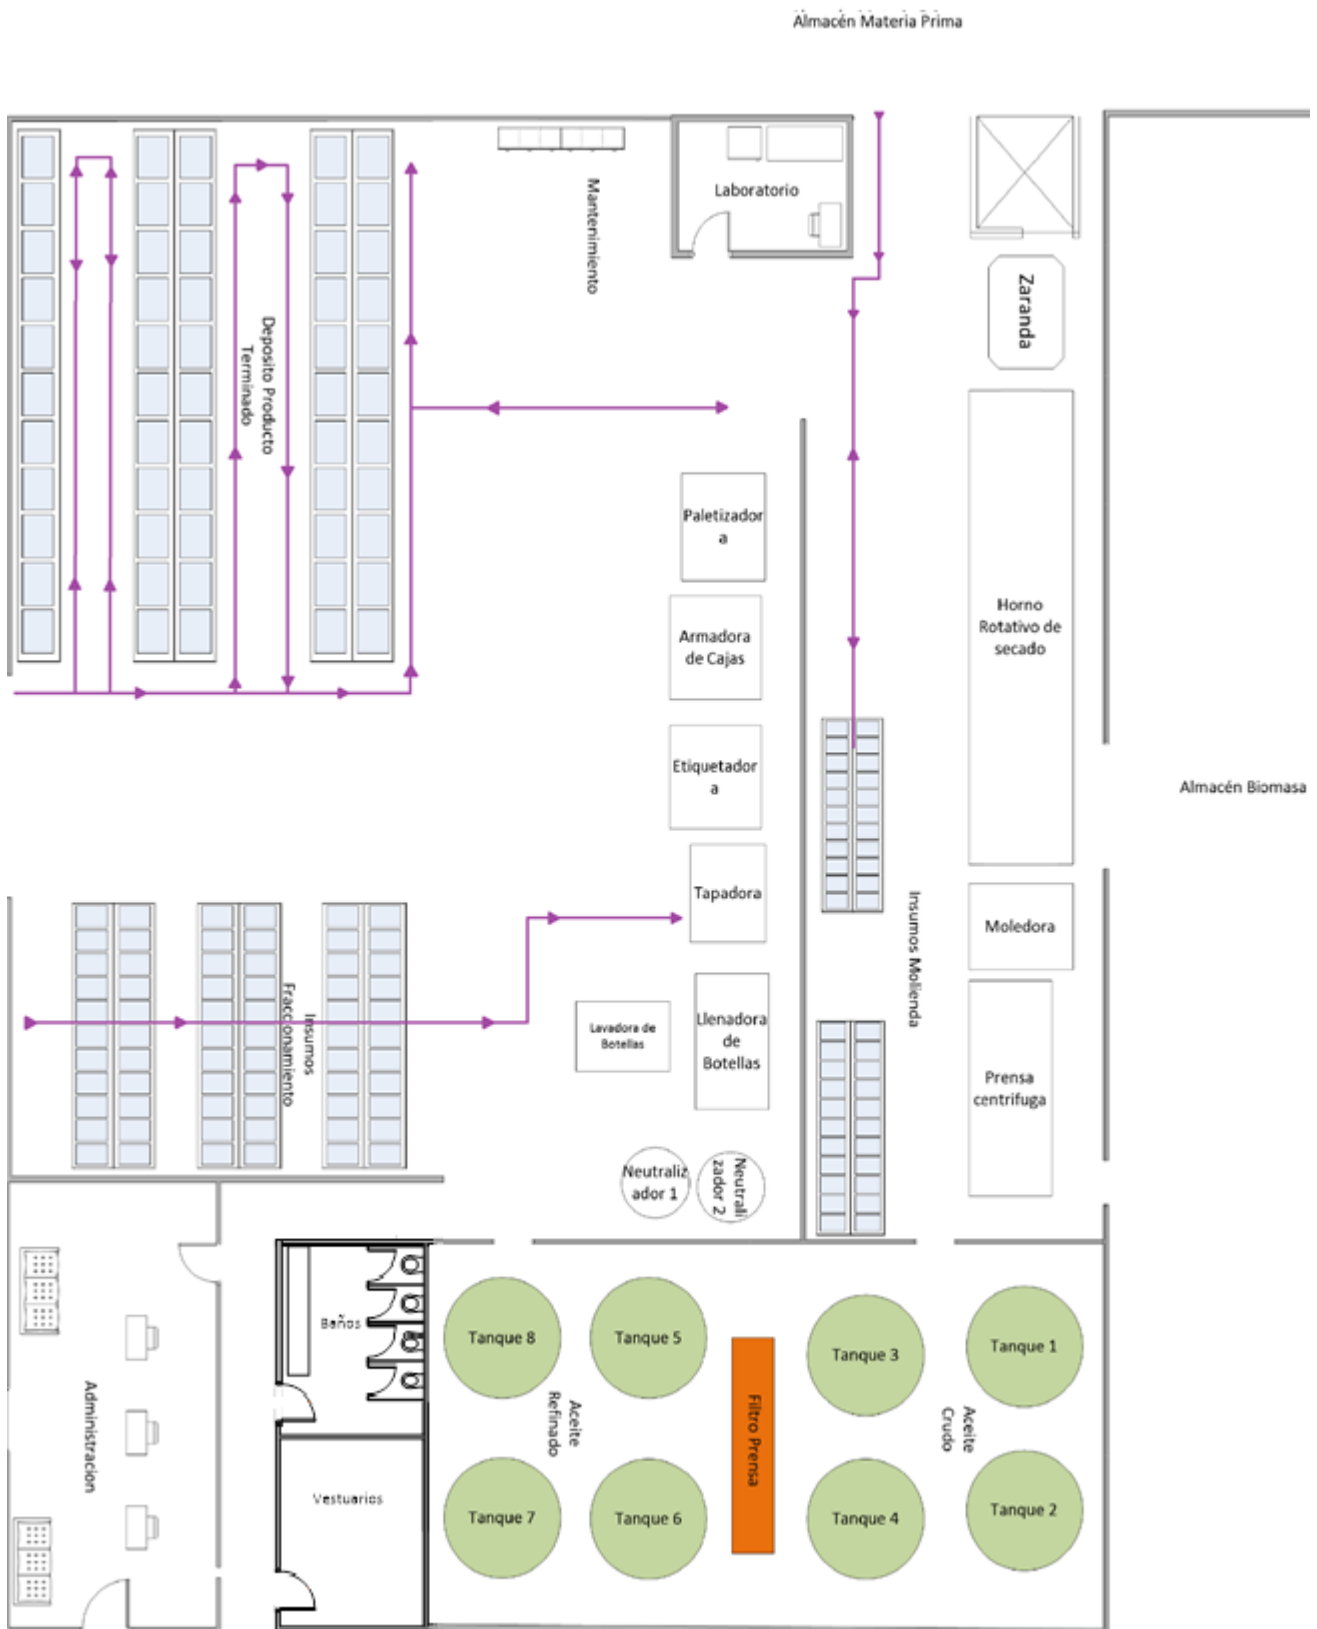 Almacén Materia Prima
Laboratorio
Mantenimiento
Zaranda
Deposito Producto
Terminado
Paletizador
a
Armadora
de Cajas
Horno
Rotativo de
secado
Etiquetador
a
Almacén Biomasa
Tapadora
Insumos Molienda
Moledora
Insumos
Fraccionamiento
Lavadora de
Botellas
Llenadora
de
Botellas
Prensa
centrifuga
Neutraliz
ador 1
Neutrali
zador 2
Baños
Tanque 8
Tanque 5
Tanque 3
Tanque 1
Administracion
Aceite
Refinado
Filtro Prensa
Aceite
Crudo
Vestuarios
Tanque 7
Tanque 6
Tanque 4
Tanque 2